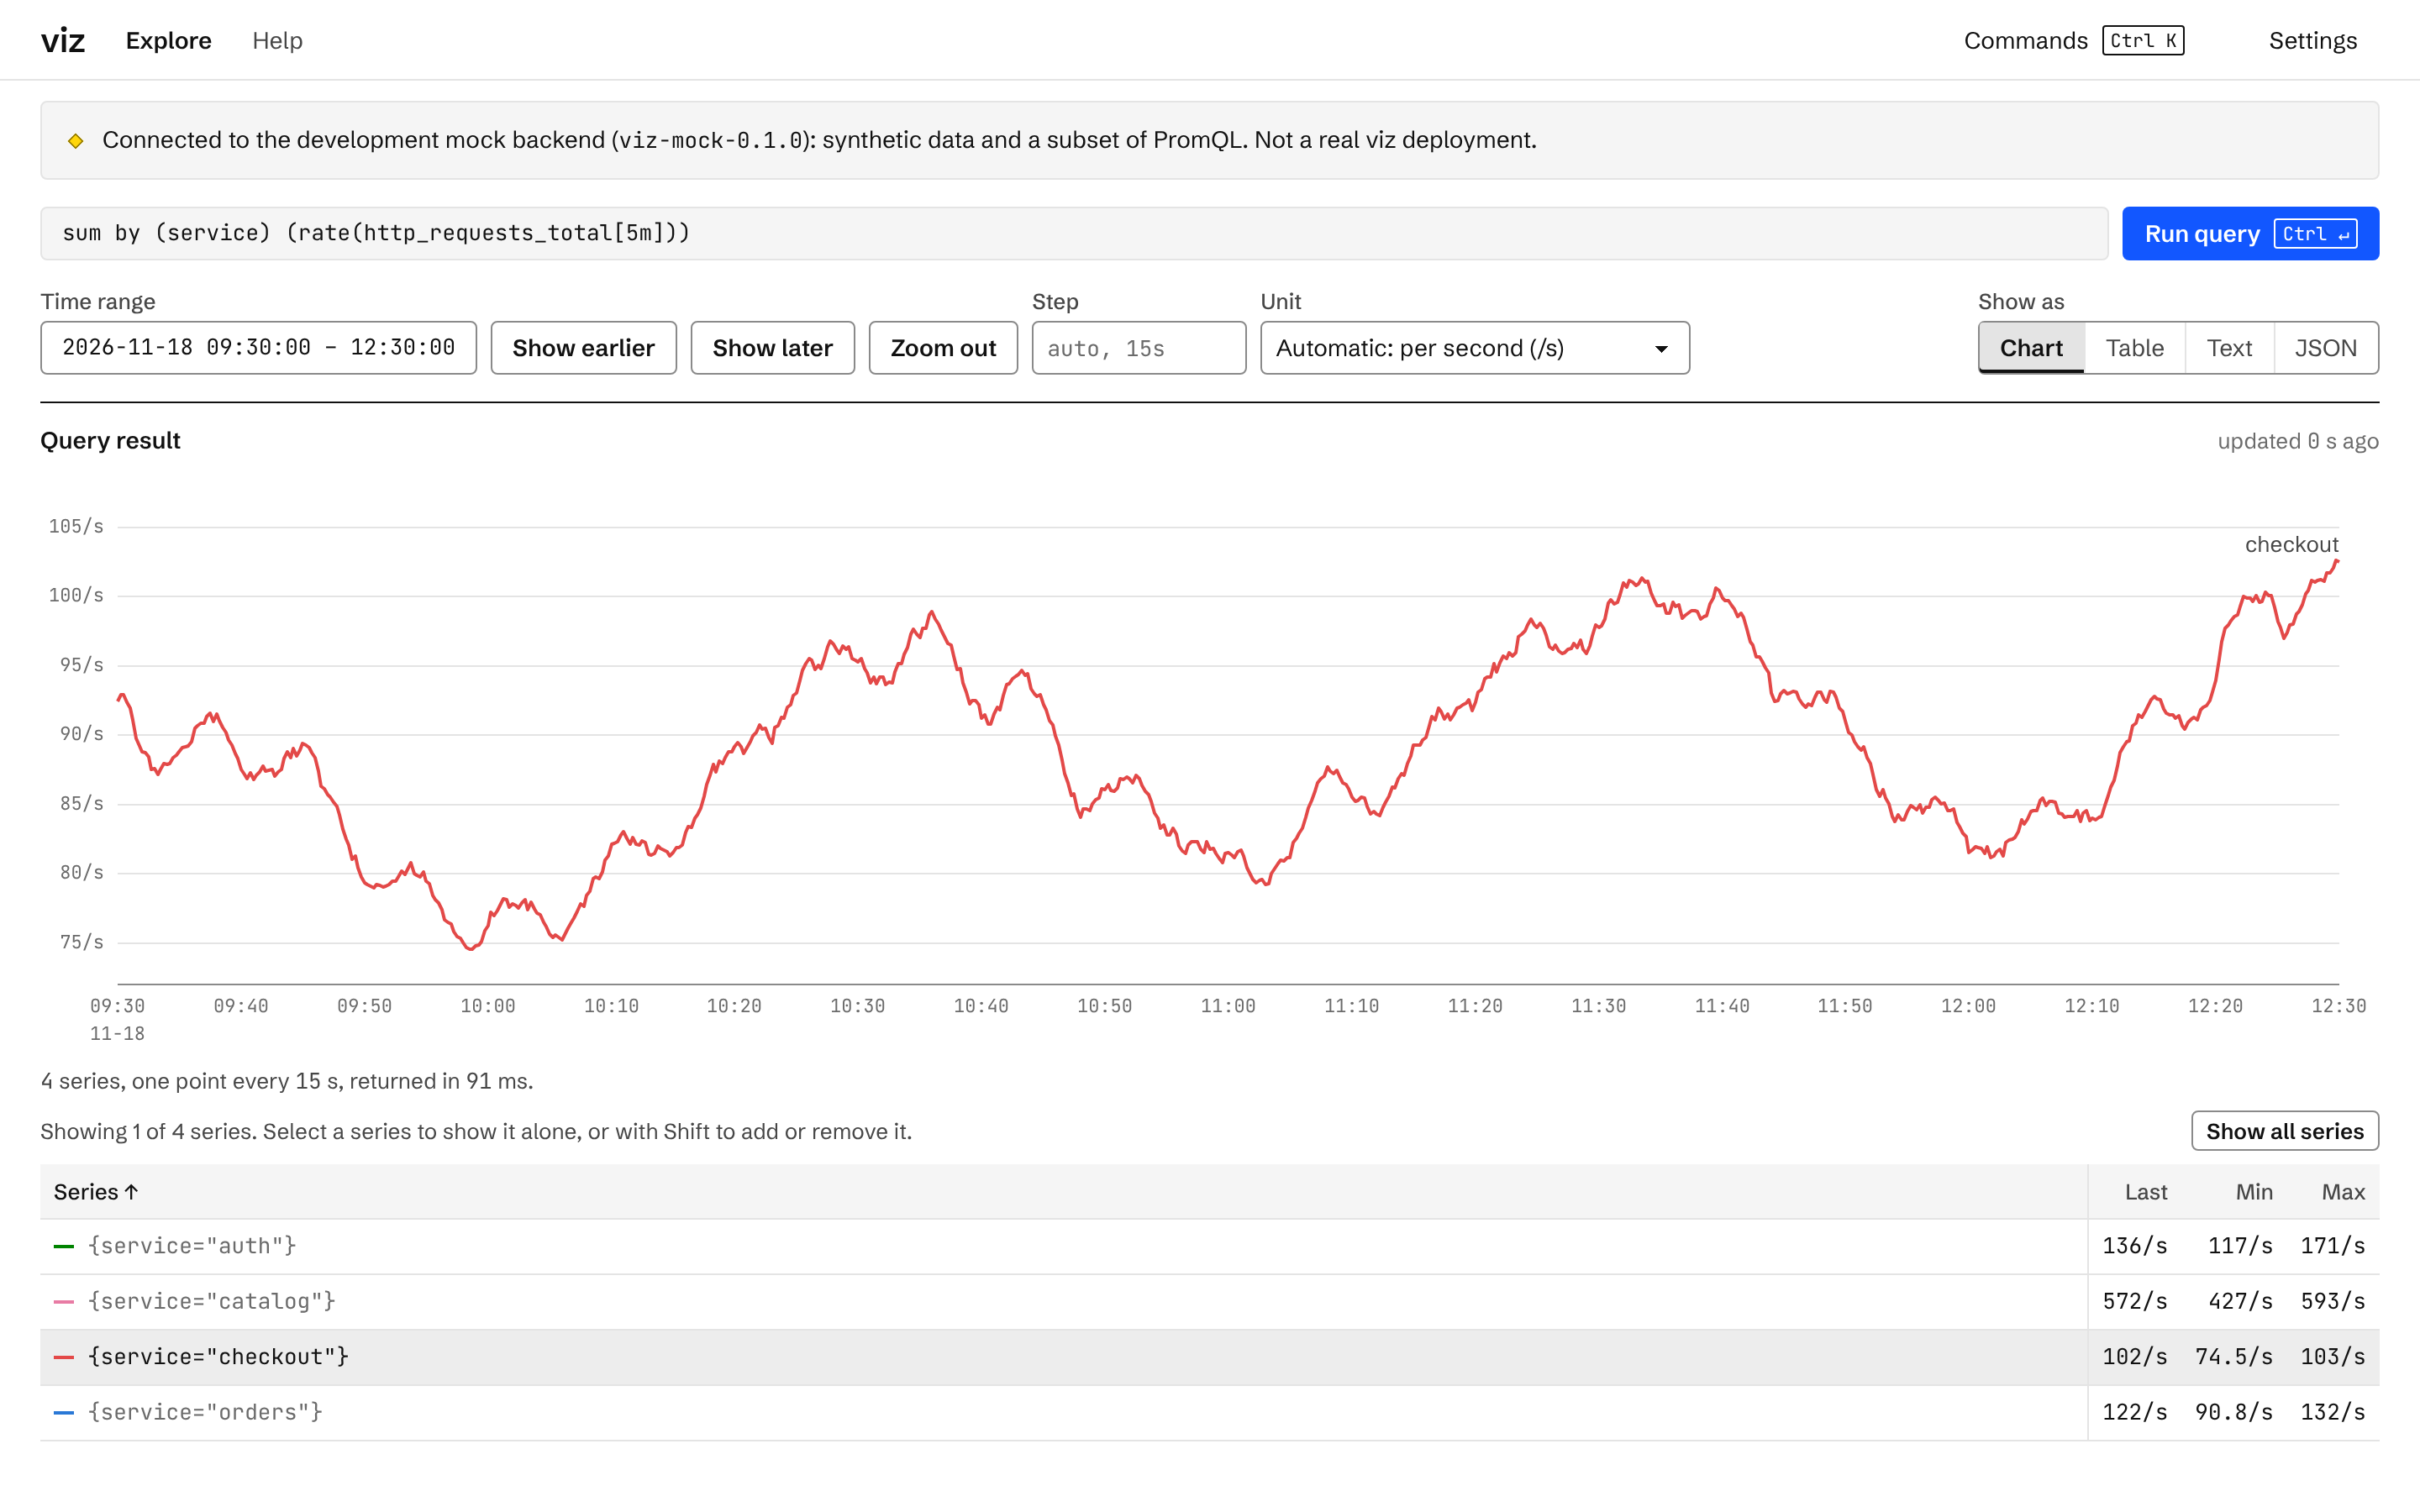 viz Explore Help Commands Ctrl K Settings
Connected to the development mock backend (viz-mock-0.1.0): synthetic data and a subset of PromQL. Not a real viz deployment.
sum by (service) (rate(http_requests_total[5m])) Run query Ctrl ↵
Time range Step Unit Show as
2026-11-18 09:30:00 – 12:30:00 Show earlier Show later Zoom out auto, 15s Automatic: per second (/s) Chart Table Text JSON
Query result updated 0 s ago
105/s
checkout
100/s
95/s
90/s
85/s
80/s
75/s
09:30 09:40 09:50 10:00 10:10 10:20 10:30 10:40 10:50 11:00 11:10 11:20 11:30 11:40 11:50 12:00 12:10 12:20 12:30
11-18
4 series, one point every 15 s, returned in 91 ms.
Showing 1 of 4 series. Select a series to show it alone, or with Shift to add or remove it. Show all series
Series ↑ Last Min Max
{service="auth"} 136/s 117/s 171/s
{service="catalog"} 572/s 427/s 593/s
{service="checkout"} 102/s 74.5/s 103/s
{service="orders"} 122/s 90.8/s 132/s